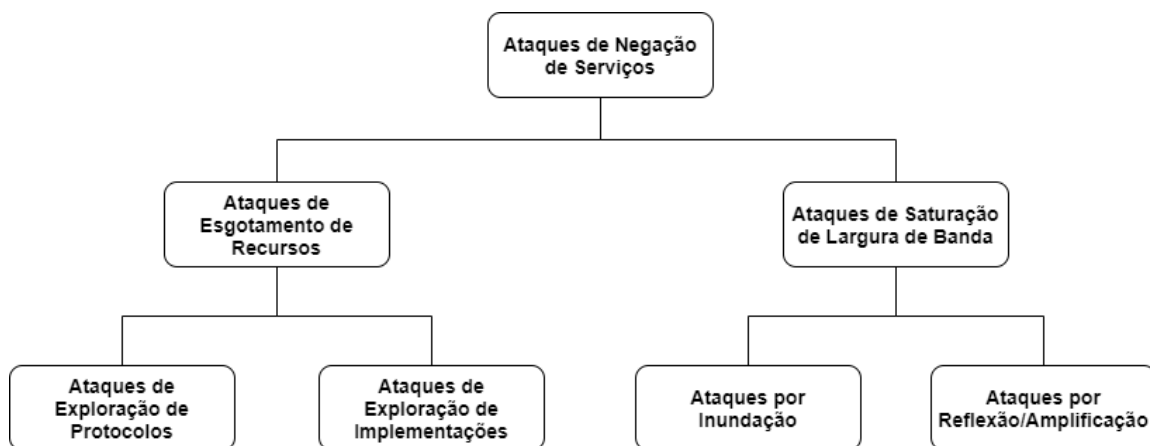 Ataques de Negação
de Serviços
Ataques de
Esgotamento de
Recursos
Ataques de Saturação
de Largura de Banda
Ataques de
Exploração de
Protocolos
Ataques de
Exploração de
Implementações
Ataques por
Inundação
Ataques por
Reflexão/Amplificação